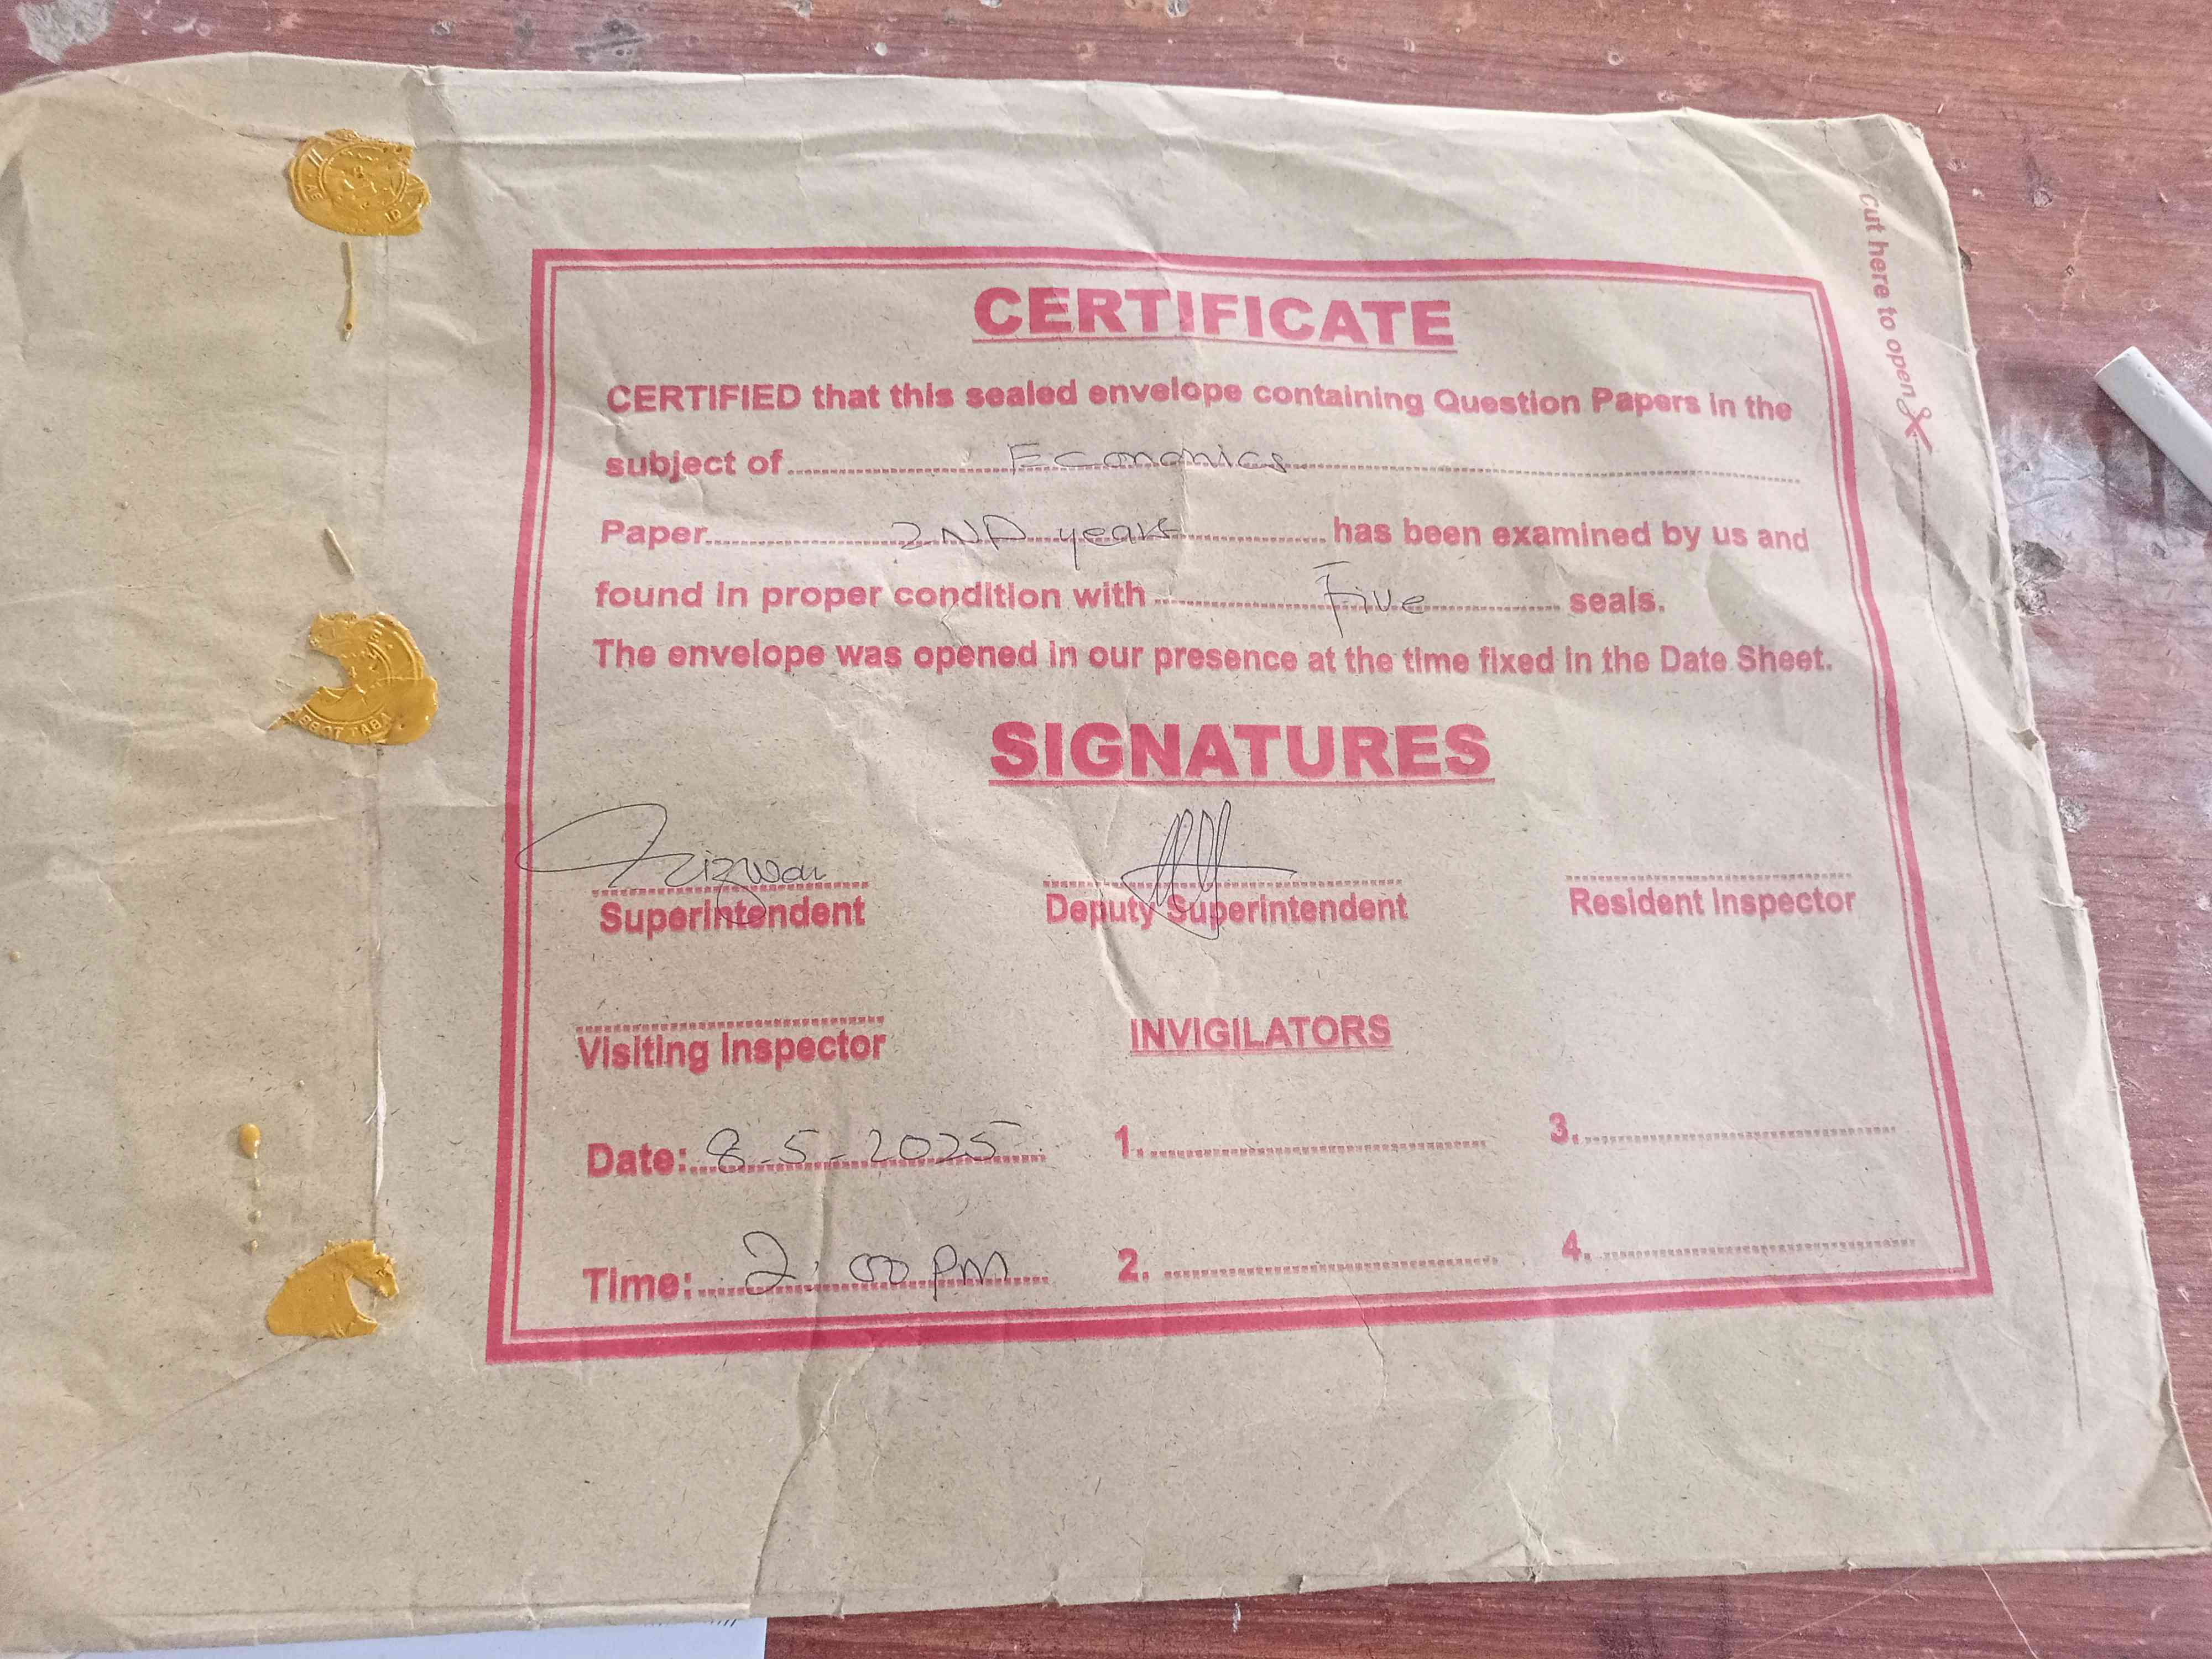 CERTIFICATE
CERTIFIED that this sealed envelope containing Question Papers in the
subject of Economics
Paper 2ND years has been examined by us and
found in proper condition with Five seals.
The envelope was opened in our presence at the time fixed in the Date Sheet.
SIGNATURES
Superintendent Deputy Superintendent Resident Inspector
Visiting Inspector INVIGILATORS
Date: 8-5-2025 1. 3.
Time: 2:00 pm 2. 4.
Cut here to open